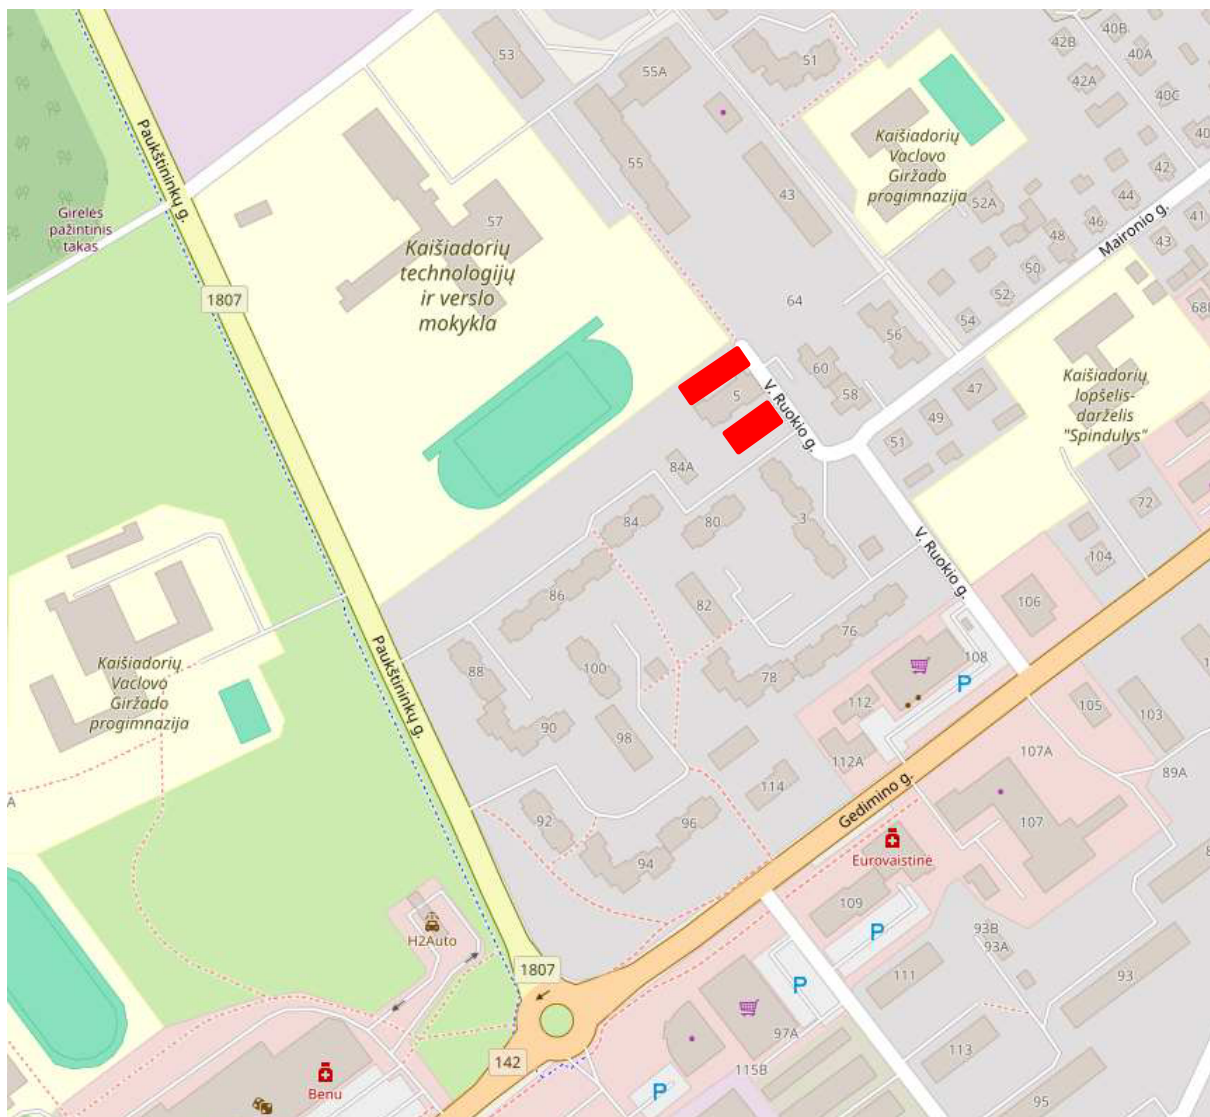 53
55A
51
42B
40B
40A
42A
40C
40
Paukštininkų g.
55
43
Kaišiadorių
Vaclovo
Giržado
progimnazija
42
44
52A
46
41
Girelės
pažintinis
takas
57
Kaišiadorių
technologijų
ir verslo
mokykla
48
43
Maironio g.
50
1807
64
52
54
56
60
58
5
V. Ruokio g.
47
49
51
Kaišiadorių
lopšelis-
darželis
"Spindulys"
84A
84
80
3
72
104
V. Ruokio g.
86
82
76
106
108
Kaišiadorių
Vaclovo
Giržado
progimnazija
Paukštininkų g.
88
100
78
P
112
105
103
90
98
112A
107A
89A
114
Gedimino g.
A
92
96
94
107
Eurovaistinė
109
H2Auto
P
93B
93A
1807
111
93
P
97A
142
113
115B
Benu
P
95